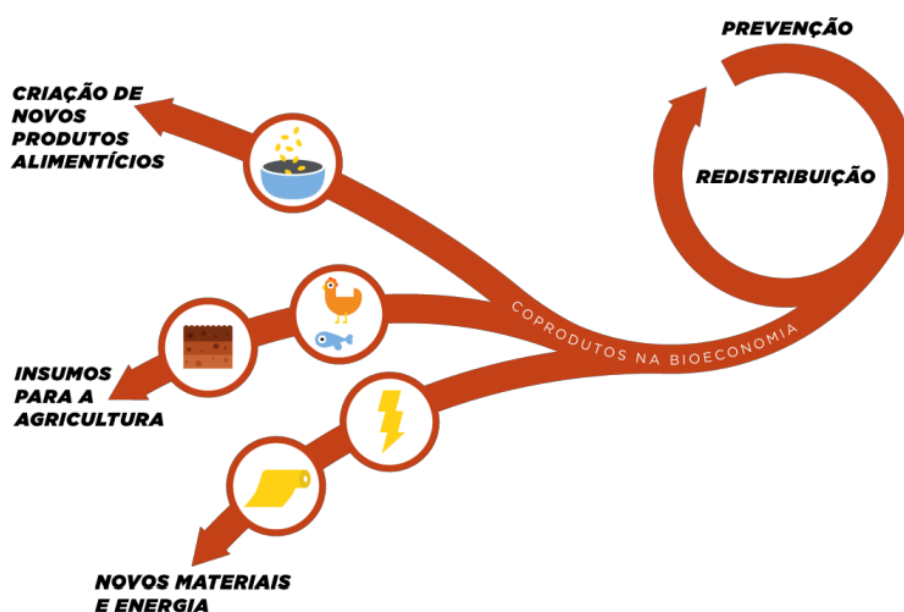 PREVENÇÃO
CRIAÇÃO DE
NOVOS
PRODUTOS
ALIMENTÍCIOS
REDISTRIBUIÇÃO
COPRODUTOS NA BIOECONOMIA
INSUMOS
PARA A
AGRICULTURA
NOVOS MATERIAIS
E ENERGIA